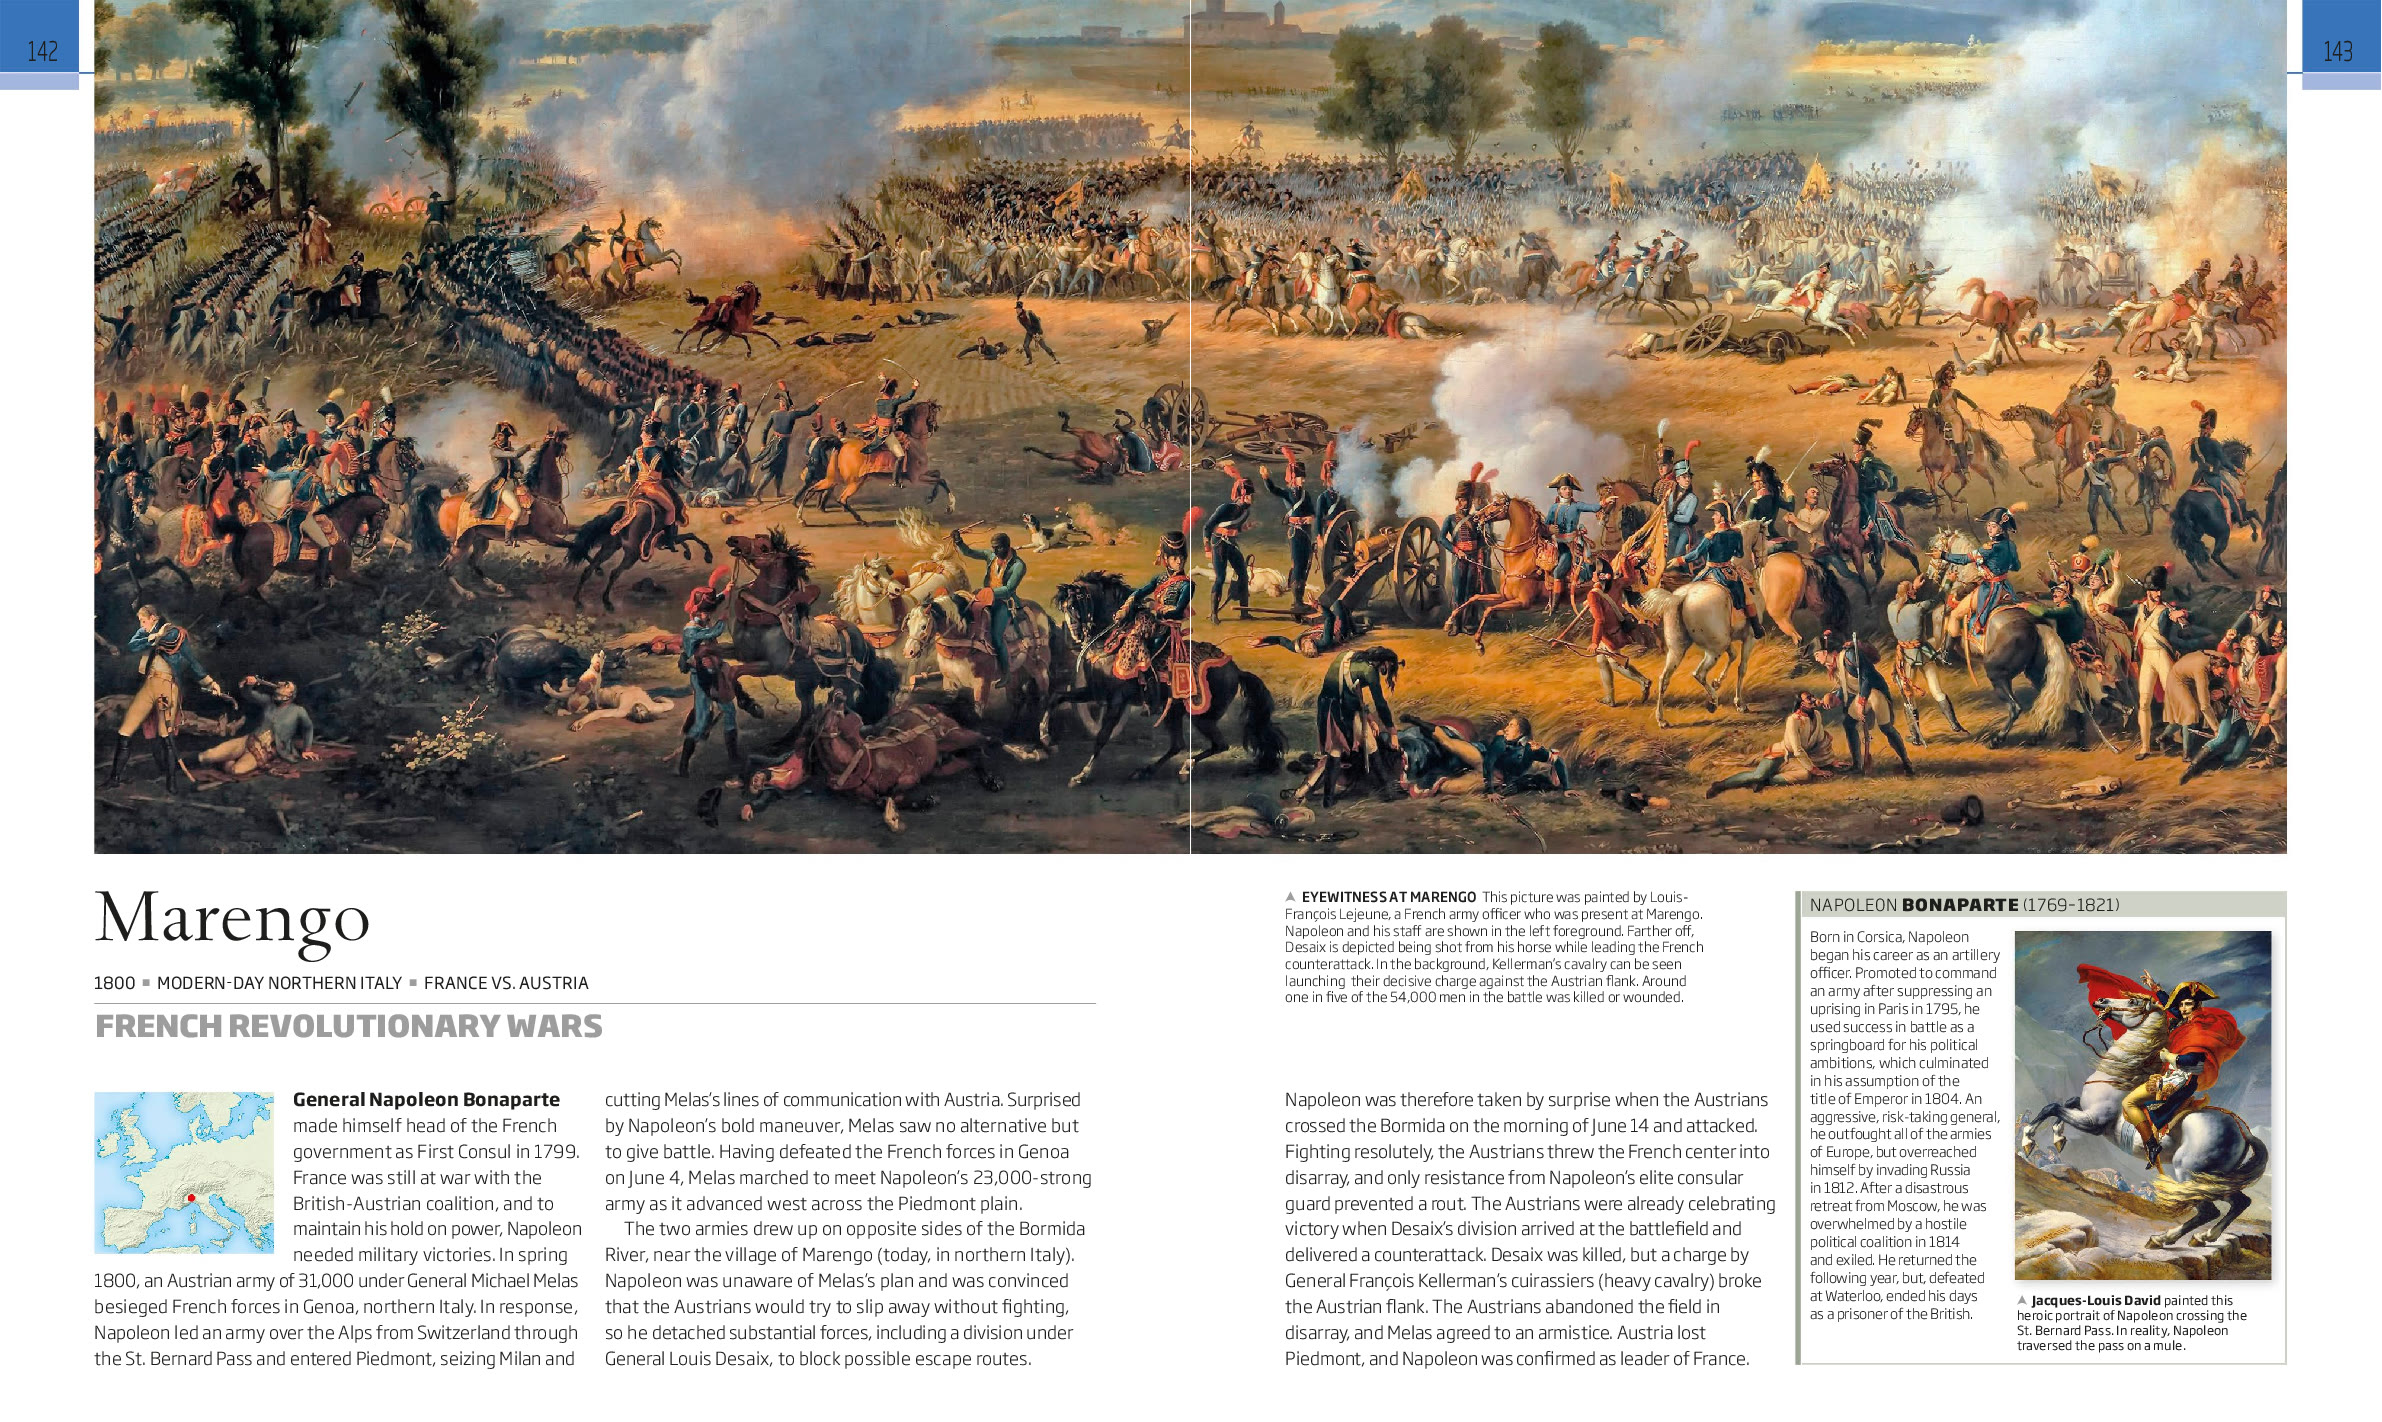 142
143
Marengo
1800 ■ MODERN-DAY NORTHERN ITALY ■ FRANCE VS. AUSTRIA
FRENCH REVOLUTIONARY WARS
General Napoleon Bonaparte
made himself head of the French
government as First Consul in 1799.
France was still at war with the
British-Austrian coalition, and to
maintain his hold on power, Napoleon
needed military victories. In spring
1800, an Austrian army of 31,000 under General Michael Melas
besieged French forces in Genoa, northern Italy. In response,
Napoleon led an army over the Alps from Switzerland through
the St. Bernard Pass and entered Piedmont, seizing Milan and
cutting Melas's lines of communication with Austria. Surprised
by Napoleon's bold maneuver, Melas saw no alternative but
to give battle. Having defeated the French forces in Genoa
on June 4, Melas marched to meet Napoleon's 23,000-strong
army as it advanced west across the Piedmont plain.
The two armies drew up on opposite sides of the Bormida
River, near the village of Marengo (today, in northern Italy).
Napoleon was unaware of Melas's plan and was convinced
that the Austrians would try to slip away without fighting,
so he detached substantial forces, including a division under
General Louis Desaix, to block possible escape routes.
EYEWITNESS AT MARENGO This picture was painted by Louis-
François Lejeune, a French army officer who was present at Marengo.
Napoleon and his staff are shown in the left foreground. Farther off,
Desaix is depicted being shot from his horse while leading the French
counterattack. In the background, Kellerman's cavalry can be seen
launching their decisive charge against the Austrian flank. Around
one in five of the 54,000 men in the battle was killed or wounded.
Napoleon was therefore taken by surprise when the Austrians
crossed the Bormida on the morning of June 14 and attacked.
Fighting resolutely, the Austrians threw the French center into
disarray, and only resistance from Napoleon's elite consular
guard prevented a rout. The Austrians were already celebrating
victory when Desaix's division arrived at the battlefield and
delivered a counterattack. Desaix was killed, but a charge by
General François Kellerman's cuirassiers (heavy cavalry) broke
the Austrian flank. The Austrians abandoned the field in
disarray, and Melas agreed to an armistice. Austria lost
Piedmont, and Napoleon was confirmed as leader of France.
NAPOLEON BONAPARTE (1769–1821)
Born in Corsica, Napoleon
began his career as an artillery
officer. Promoted to command
an army after suppressing an
uprising in Paris in 1795, he
used success in battle as a
springboard for his political
ambitions, which culminated
in his assumption of the
title of Emperor in 1804. An
aggressive, risk-taking general,
he outfought all of the armies
of Europe, but overreached
himself by invading Russia
in 1812. After a disastrous
retreat from Moscow, he was
overwhelmed by a hostile
political coalition in 1814
and exiled. He returned the
following year, but, defeated
at Waterloo, ended his days
as a prisoner of the British.
Jacques-Louis David painted this
heroic portrait of Napoleon crossing the
St. Bernard Pass. In reality, Napoleon
traversed the pass on a mule.